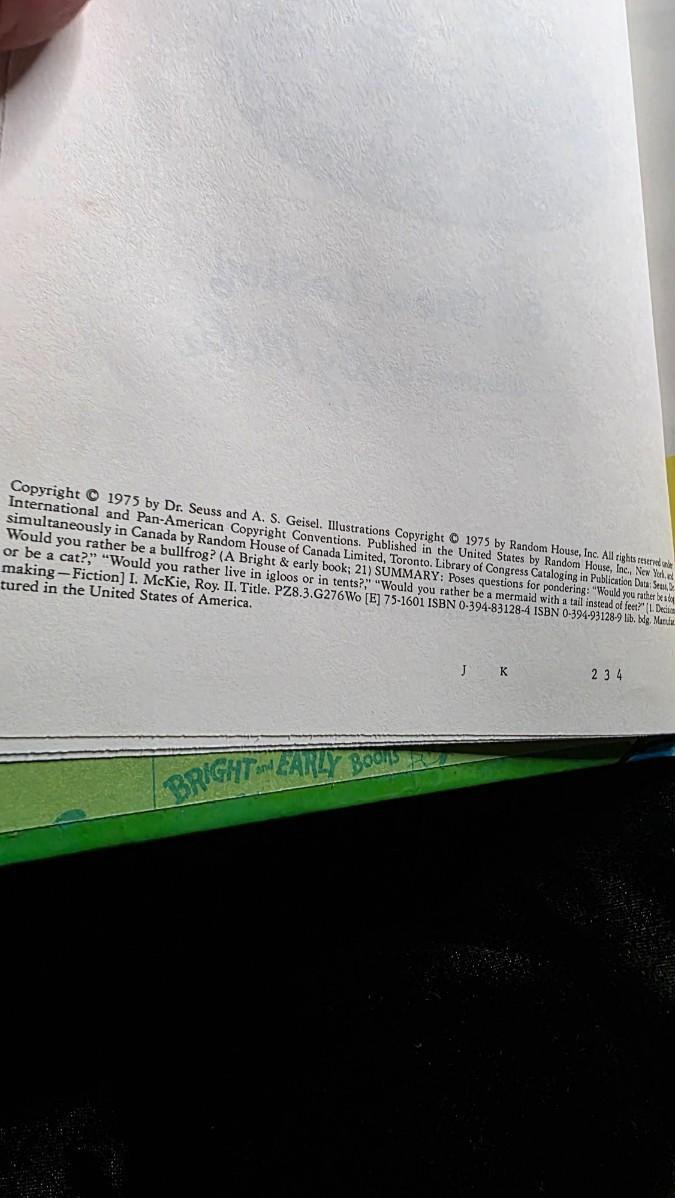 Copyright © 1975 by Dr. Seuss and A. S. Geisel. Illustrations Copyright © 1975 by Random House, Inc. All rights reserved under
International and Pan-American Copyright Conventions. Published in the United States by Random House, Inc., New York, and
simultaneously in Canada by Random House of Canada Limited, Toronto. Library of Congress Cataloging in Publication Data: Seuss, Dr.
Would you rather be a bullfrog? (A Bright & early book; 21) SUMMARY: Poses questions for pondering: "Would you rather be a dog
or be a cat?," "Would you rather live in igloos or in tents?," "Would you rather be a mermaid with a tail instead of feet?" [1. Decision
making—Fiction] I. McKie, Roy. II. Title. PZ8.3.G276Wo [E] 75-1601 ISBN 0-394-83128-4 ISBN 0-394-93128-9 lib. bdg. Manufac
tured in the United States of America.
J K 2 3 4
BRIGHT and EARLY BOOKS